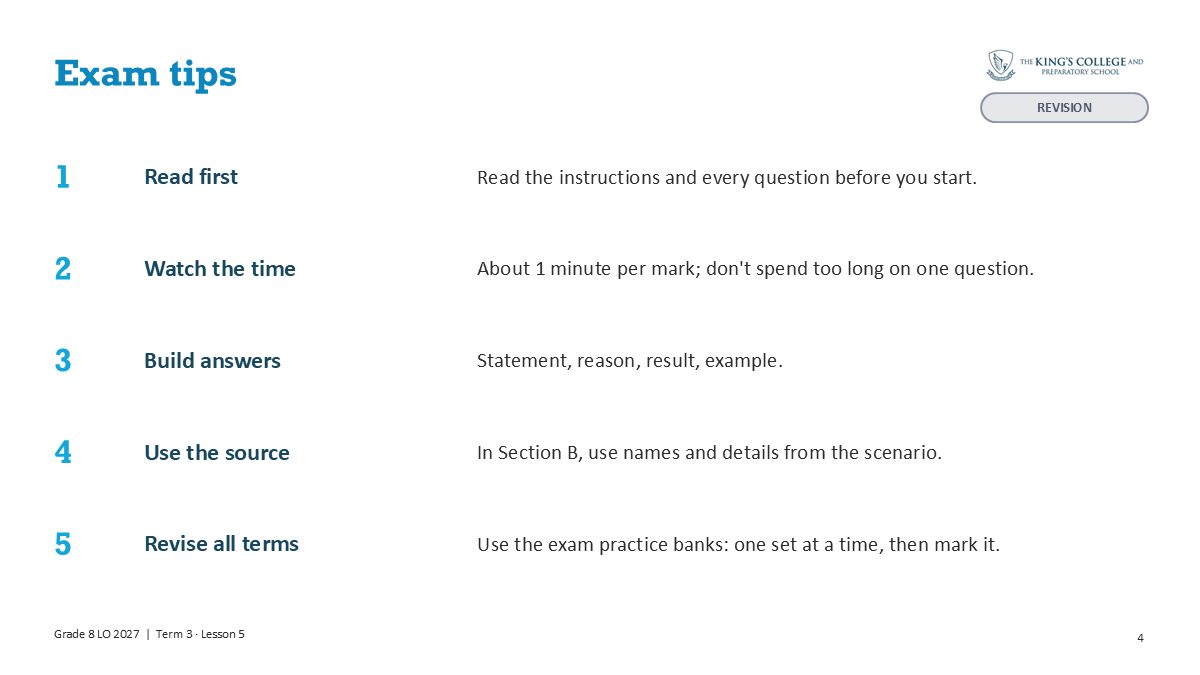 Exam tips
THE KING'S COLLEGE AND
PREPARATORY SCHOOL
REVISION
1 Read first Read the instructions and every question before you start.
2 Watch the time About 1 minute per mark; don't spend too long on one question.
3 Build answers Statement, reason, result, example.
4 Use the source In Section B, use names and details from the scenario.
5 Revise all terms Use the exam practice banks: one set at a time, then mark it.
Grade 8 LO 2027 | Term 3 · Lesson 5
4